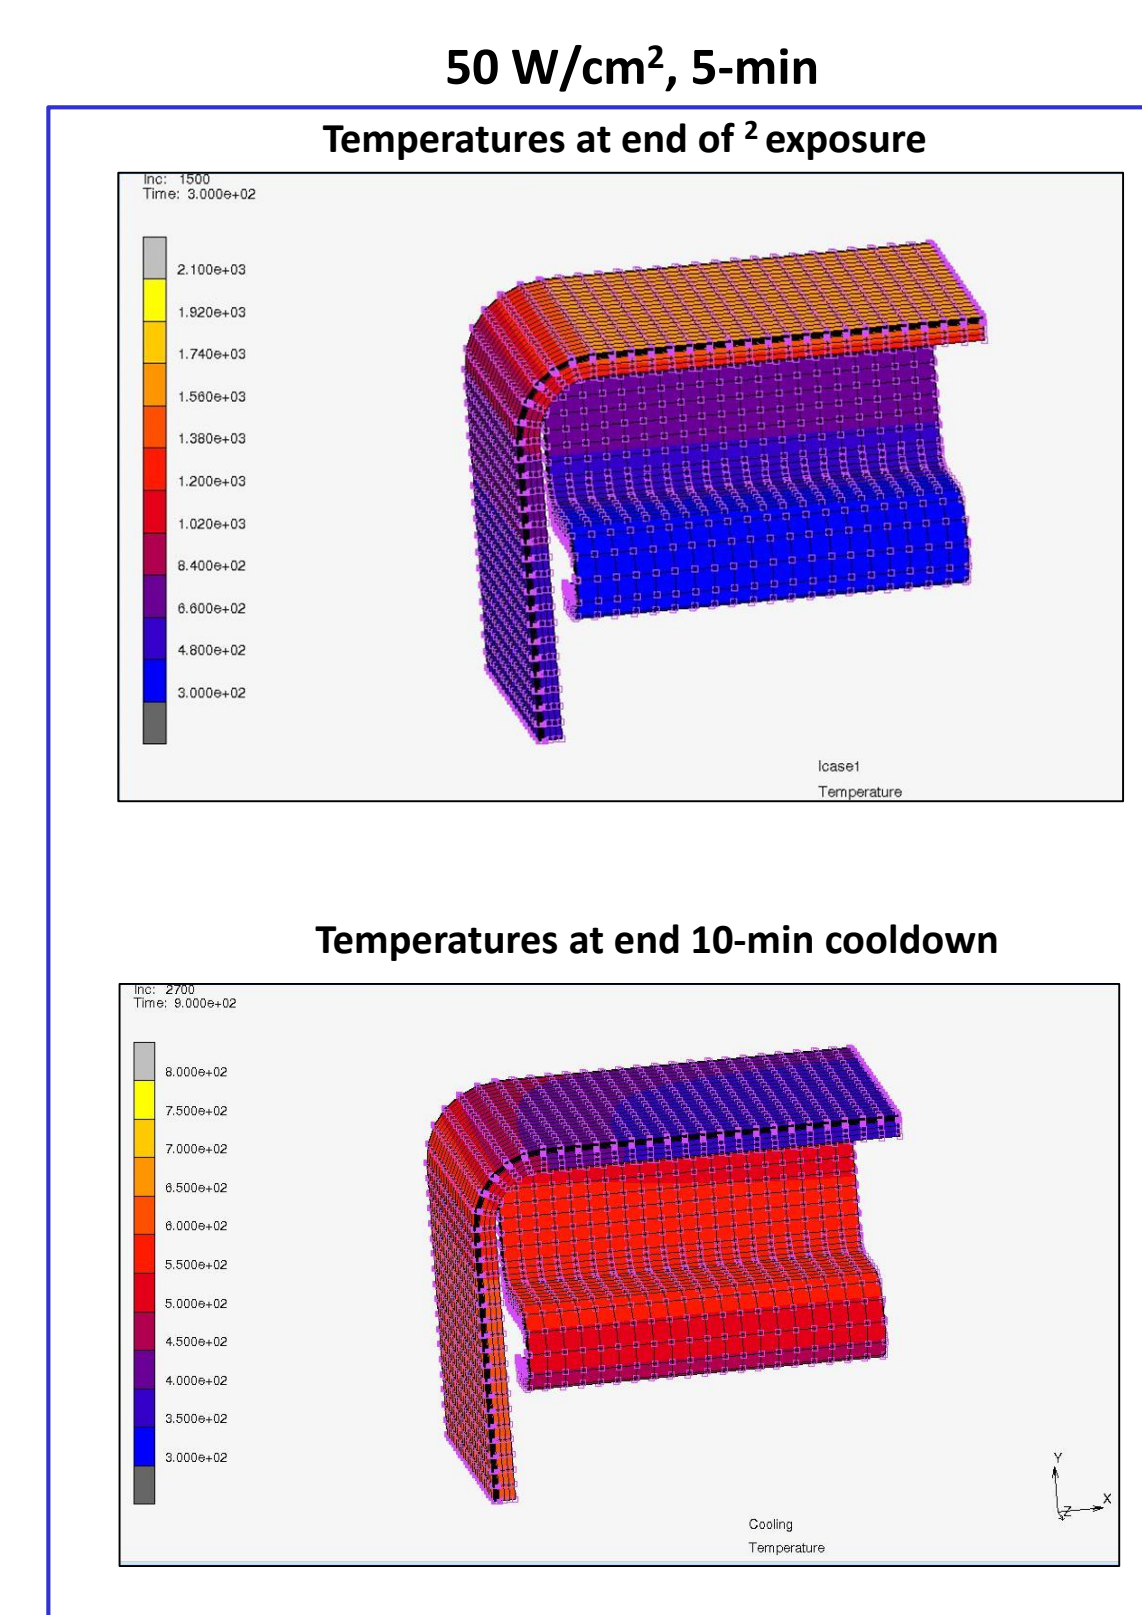 50 W/cm², 5-min
Temperatures at end of ² exposure
Inc: 1500
Time: 3.000e+02
2.100e+03
1.920e+03
1.740e+03
1.560e+03
1.380e+03
1.200e+03
1.020e+03
8.400e+02
6.600e+02
4.800e+02
3.000e+02
lcase1
Temperature
Temperatures at end 10-min cooldown
Inc: 2700
Time: 9.000e+02
8.000e+02
7.500e+02
7.000e+02
6.500e+02
6.000e+02
5.500e+02
5.000e+02
4.500e+02
4.000e+02
3.500e+02
3.000e+02
Y
X
Z
Cooling
Temperature